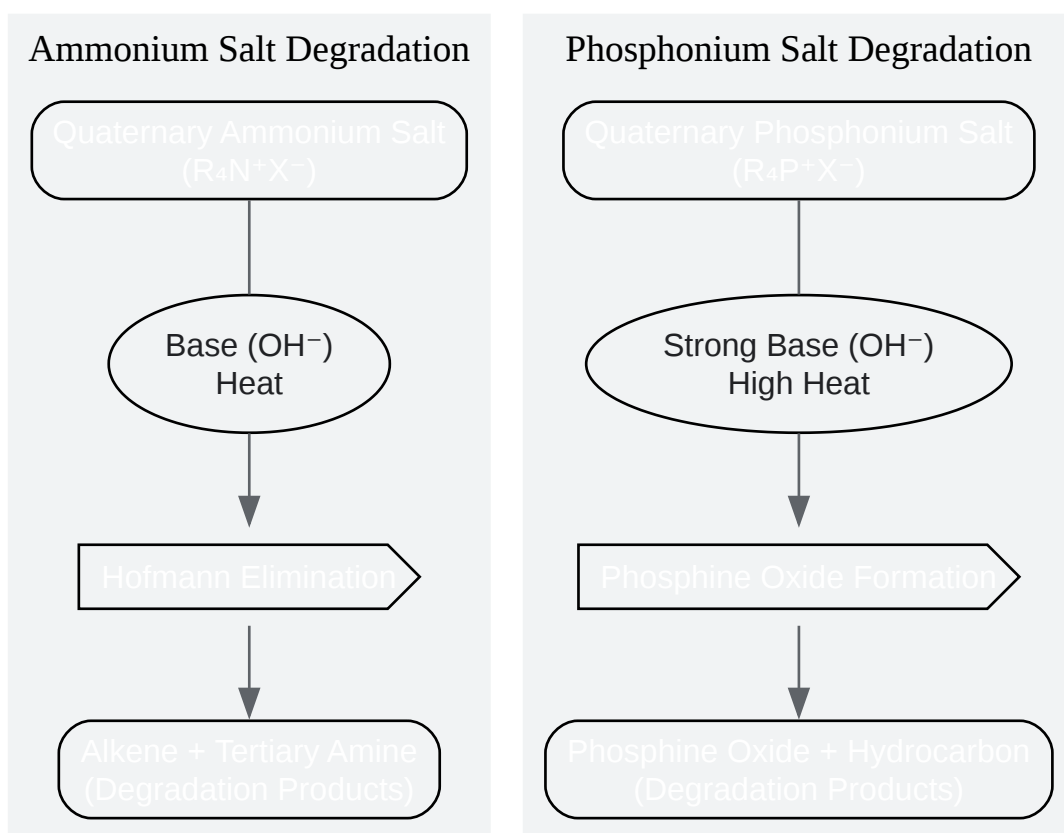 Ammonium Salt Degradation
Quaternary Ammonium Salt
(R₄N⁺X⁻)
Base (OH⁻)
Heat
Hofmann Elimination
Alkene + Tertiary Amine
(Degradation Products)
Phosphonium Salt Degradation
Quaternary Phosphonium Salt
(R₄P⁺X⁻)
Strong Base (OH⁻)
High Heat
Phosphine Oxide Formation
Phosphine Oxide + Hydrocarbon
(Degradation Products)